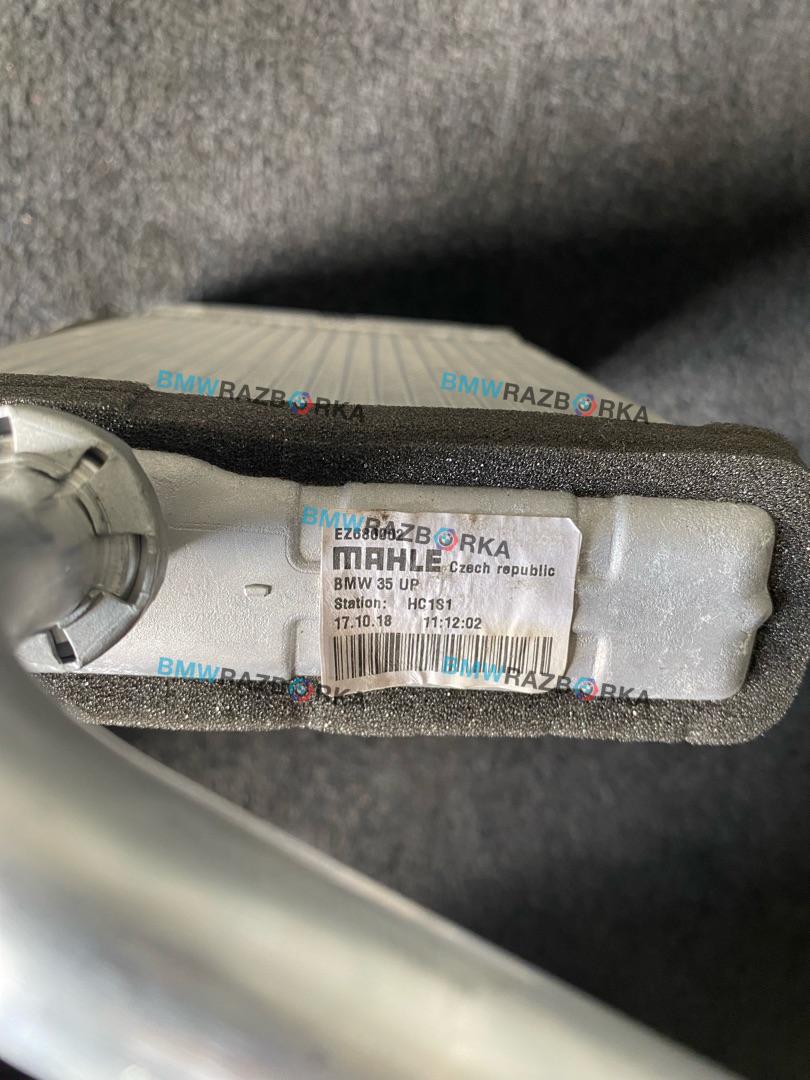 BMWRAZBORKA
BMWRAZBORKA
BMWRAZBORKA
EZ680002
MAHLE Czech republic
BMW 35 UP
Station: HC1S1
17.10.18 11:12:02
BMWRAZBORKA
BMWRAZBORKA